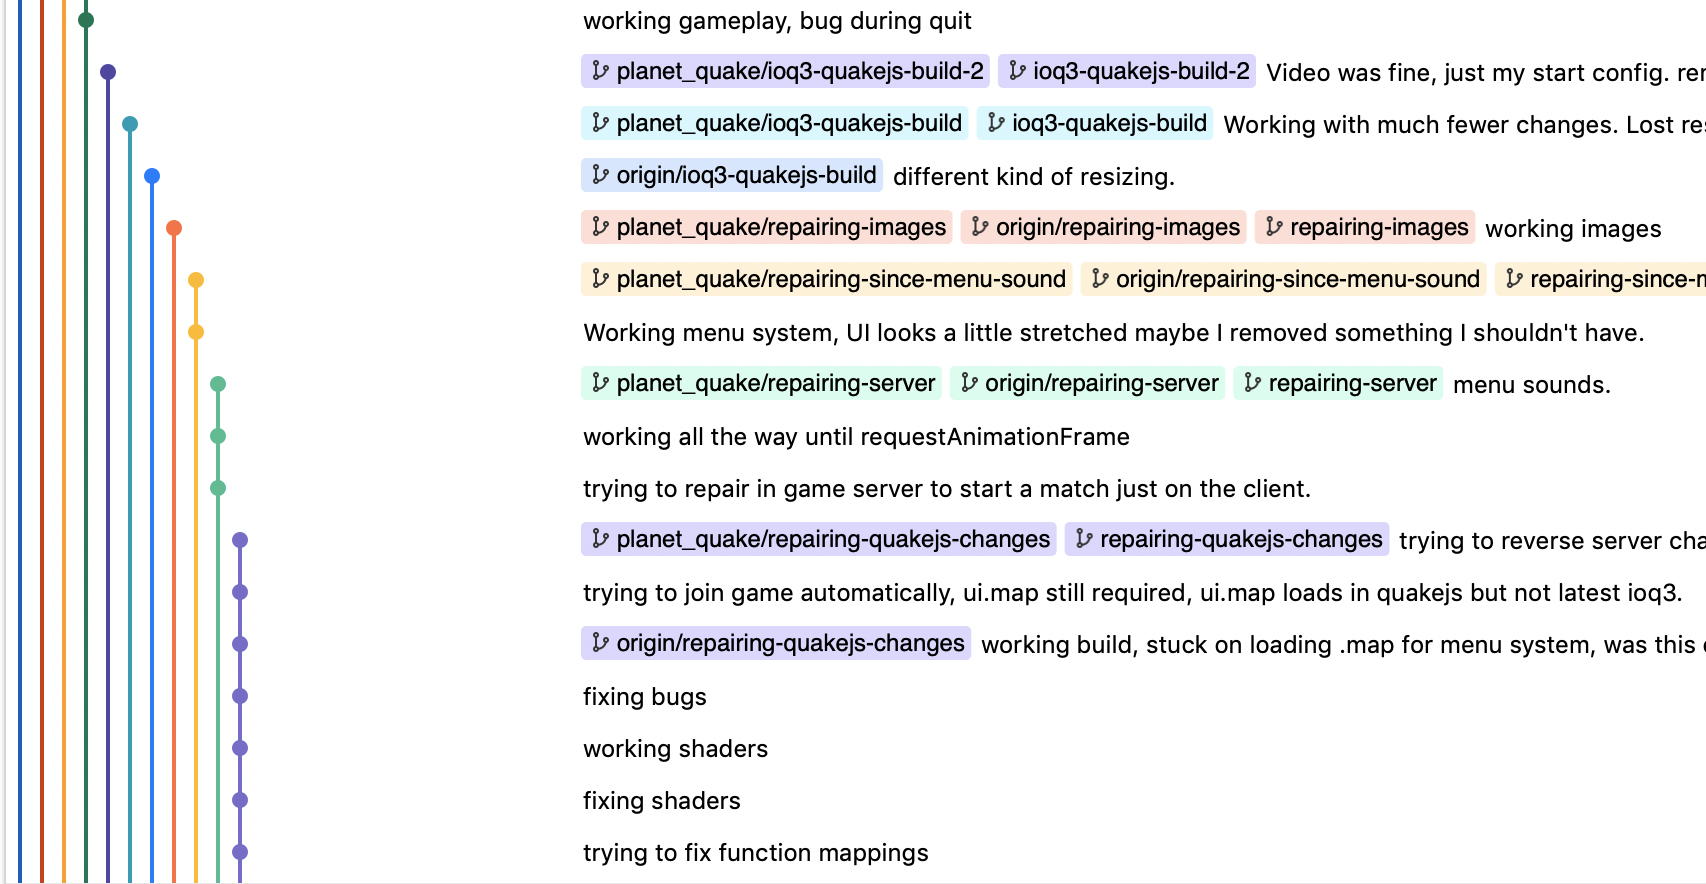 working gameplay, bug during quit
planet_quake/ioq3-quakejs-build-2 ioq3-quakejs-build-2 Video was fine, just my start config.
planet_quake/ioq3-quakejs-build ioq3-quakejs-build Working with much fewer changes. Lost
origin/ioq3-quakejs-build different kind of resizing.
planet_quake/repairing-images origin/repairing-images repairing-images working images
planet_quake/repairing-since-menu-sound origin/repairing-since-menu-sound
Working menu system, UI looks a little stretched maybe I removed something I shouldn't have.
planet_quake/repairing-server origin/repairing-server repairing-server menu sounds.
working all the way until requestAnimationFrame
trying to repair in game server to start a match just on the client.
planet_quake/repairing-quakejs-changes repairing-quakejs-changes trying to reverse server
trying to join game automatically, ui.map still required, ui.map loads in quakejs but not latest ioq3.
origin/repairing-quakejs-changes working build, stuck on loading .map for menu system, was this
fixing bugs
working shaders
fixing shaders
trying to fix function mappings